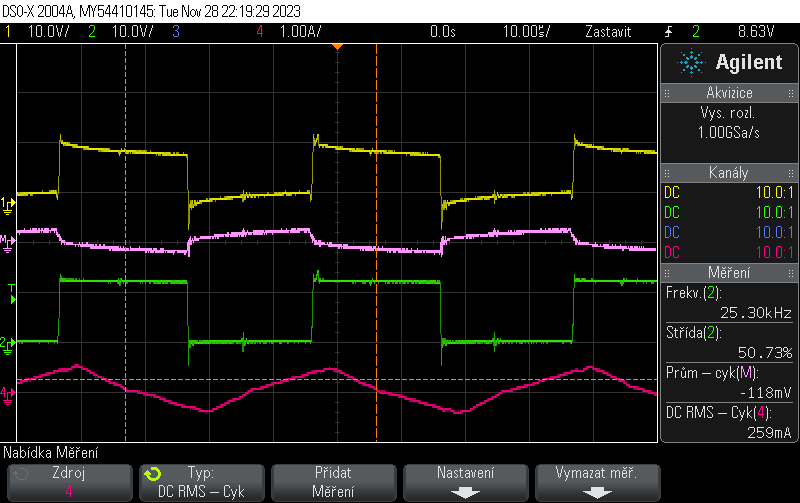 DSO-X 2004A, MY54410145: Tue Nov 28 22:19:29 2023
1 10.0V/ 2 10.0V/ 3 4 1.00A/ 0.0s 10.00us/ Zastavit 2 8.63V
Agilent
Akvizice
Vys. rozl.
1.00GSa/s
Kanály
DC 10.0:1
DC 10.0:1
DC 10.0:1
DC 10.0:1
Měření
Frekv.(2):
25.30kHz
Střída(2):
50.73%
Prům – cyk(M):
-118mV
DC RMS – Cyk(4):
259mA
1
M
T
2
4
Nabídka Měření
Zdroj
4
Typ:
DC RMS – Cyk
Přidat
Měření
Nastavení
Vymazat měř.